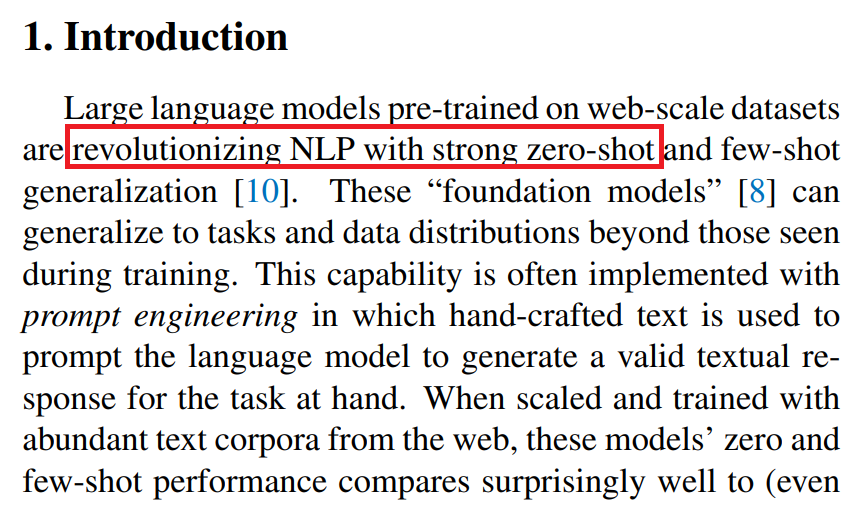 1. Introduction
Large language models pre-trained on web-scale datasets
are revolutionizing NLP with strong zero-shot and few-shot
generalization [10]. These “foundation models” [8] can
generalize to tasks and data distributions beyond those seen
during training. This capability is often implemented with
prompt engineering in which hand-crafted text is used to
prompt the language model to generate a valid textual re-
sponse for the task at hand. When scaled and trained with
abundant text corpora from the web, these models’ zero and
few-shot performance compares surprisingly well to (even